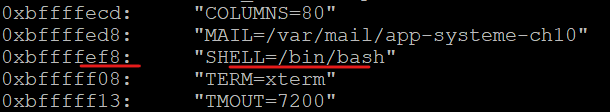 0xbffffecd: "COLUMNS=80"
0xbffffed8: "MAIL=/var/mail/app-systeme-ch10"
0xbffffef8: "SHELL=/bin/bash"
0xbfffff08: "TERM=xterm"
0xbfffff13: "TMOUT=7200"